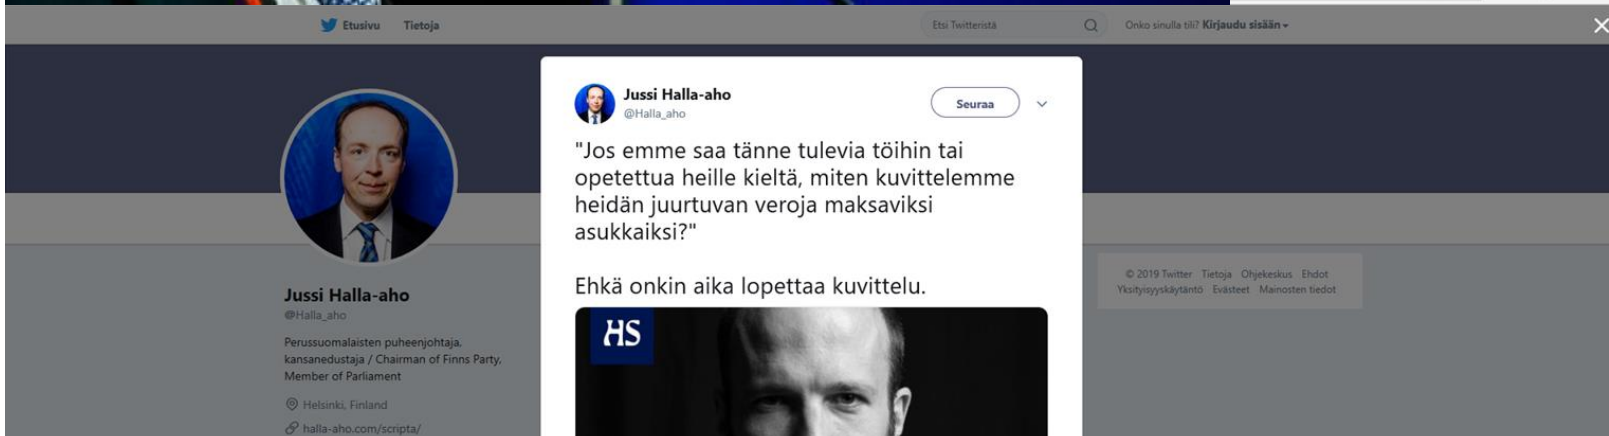 Etusivu Tietoja
Etsi Twitteristä
Onko sinulla tili? Kirjaudu sisään
Jussi Halla-aho
@Halla_aho
Seuraa
"Jos emme saa tänne tulevia töihin tai
opetettua heille kieltä, miten kuvittelemme
heidän juurtuvan veroja maksaviksi
asukkaiksi?"
Ehkä onkin aika lopettaa kuvittelu.
HS
Jussi Halla-aho
@Halla_aho
Perussuomalaisten puheenjohtaja,
kansanedustaja / Chairman of Finns Party,
Member of Parliament
Helsinki, Finland
halla-aho.com/scripta/
© 2019 Twitter Tietoja Ohjekeskus Ehdot
Yksityisyyskäytäntö Evästeet Mainosten tiedot